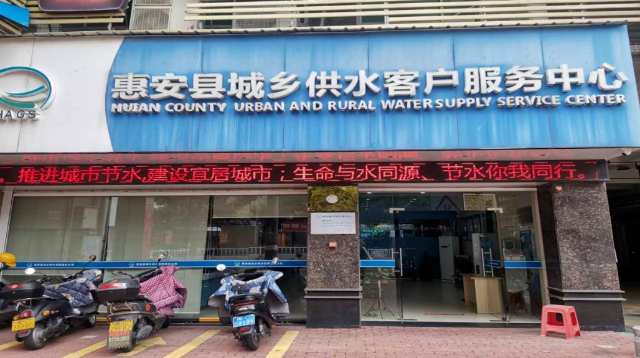 惠安县城乡供水客户服务中心
HUIAN COUNTY URBAN AND RURAL WATER SUPPLY SERVICE CENTER
HAGS
。推进城市节水,建设宜居城市；生命与水同源、节水你我同行。